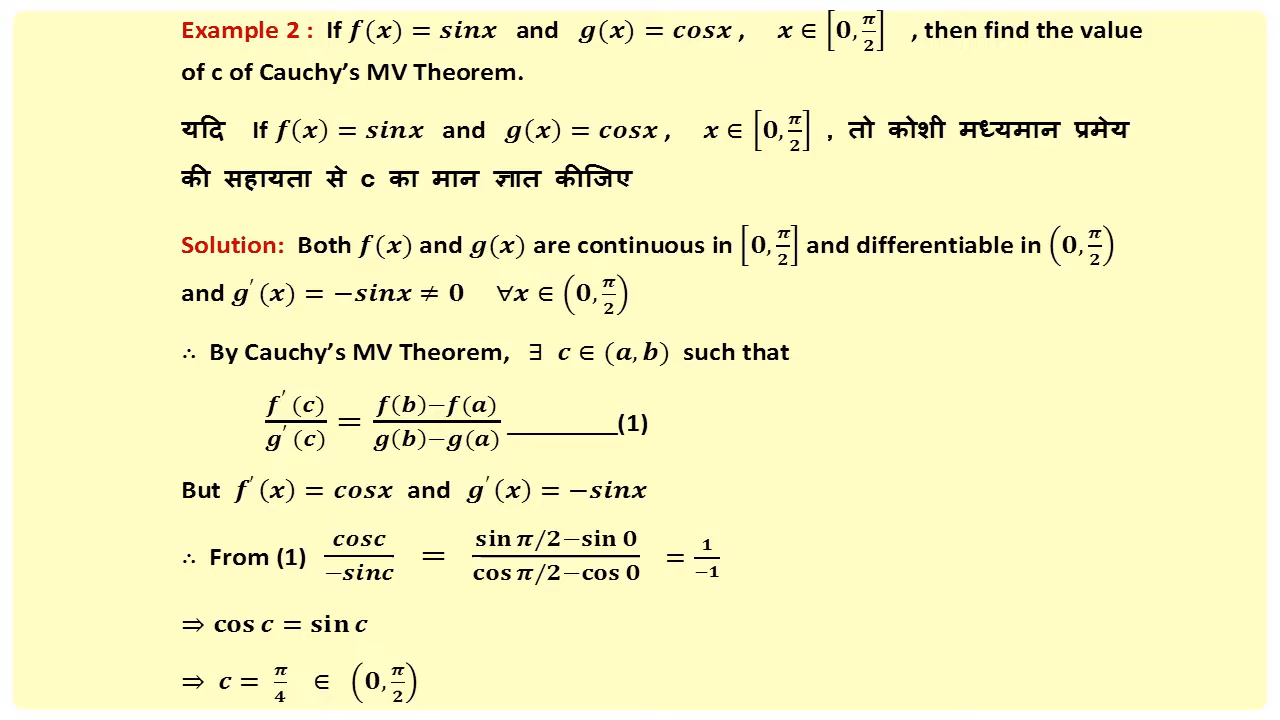 Example 2 : If f(x) = sinx and g(x) = cosx , x ∈ [0, π/2] , then find the value
of c of Cauchy’s MV Theorem.
यदि If f(x) = sinx and g(x) = cosx , x ∈ [0, π/2] , तो कोशी मध्यमान प्रमेय
की सहायता से c का मान ज्ञात कीजिए
Solution: Both f(x) and g(x) are continuous in [0, π/2] and differentiable in (0, π/2)
and g′(x) = −sinx ≠ 0 ∀x ∈ (0, π/2)
∴ By Cauchy’s MV Theorem, ∃ c ∈ (a, b) such that
f′(c)/g′(c) = f(b)−f(a)/g(b)−g(a) _________(1)
But f′(x) = cosx and g′(x) = −sinx
∴ From (1) cosc/−sinc = sin π/2−sin 0/cos π/2−cos 0 = 1/−1
⇒ cos c = sin c
⇒ c = π/4 ∈ (0, π/2)